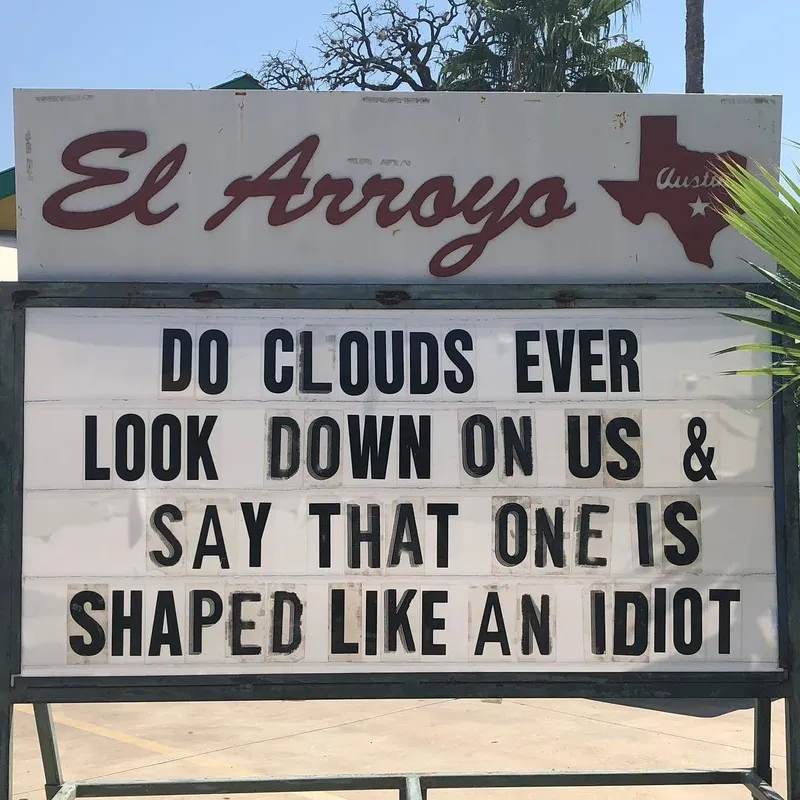 El Arroyo
Austin
DO CLOUDS EVER
LOOK DOWN ON US &
SAY THAT ONE IS
SHAPED LIKE AN IDIOT